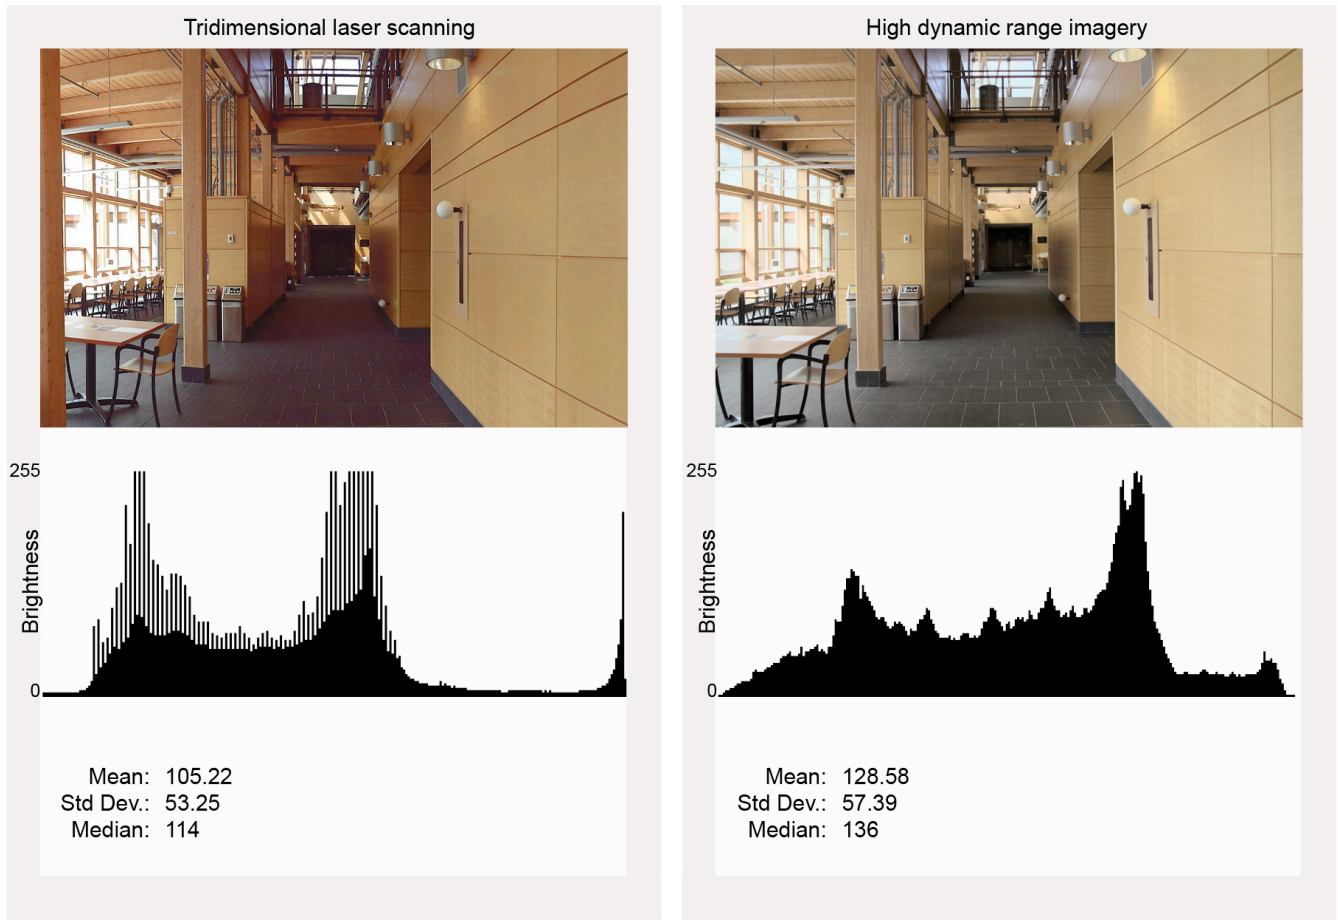 Tridimensional laser scanning
255
Brightness
0
Mean: 105.22
Std Dev.: 53.25
Median: 114
High dynamic range imagery
255
Brightness
0
Mean: 128.58
Std Dev.: 57.39
Median: 136